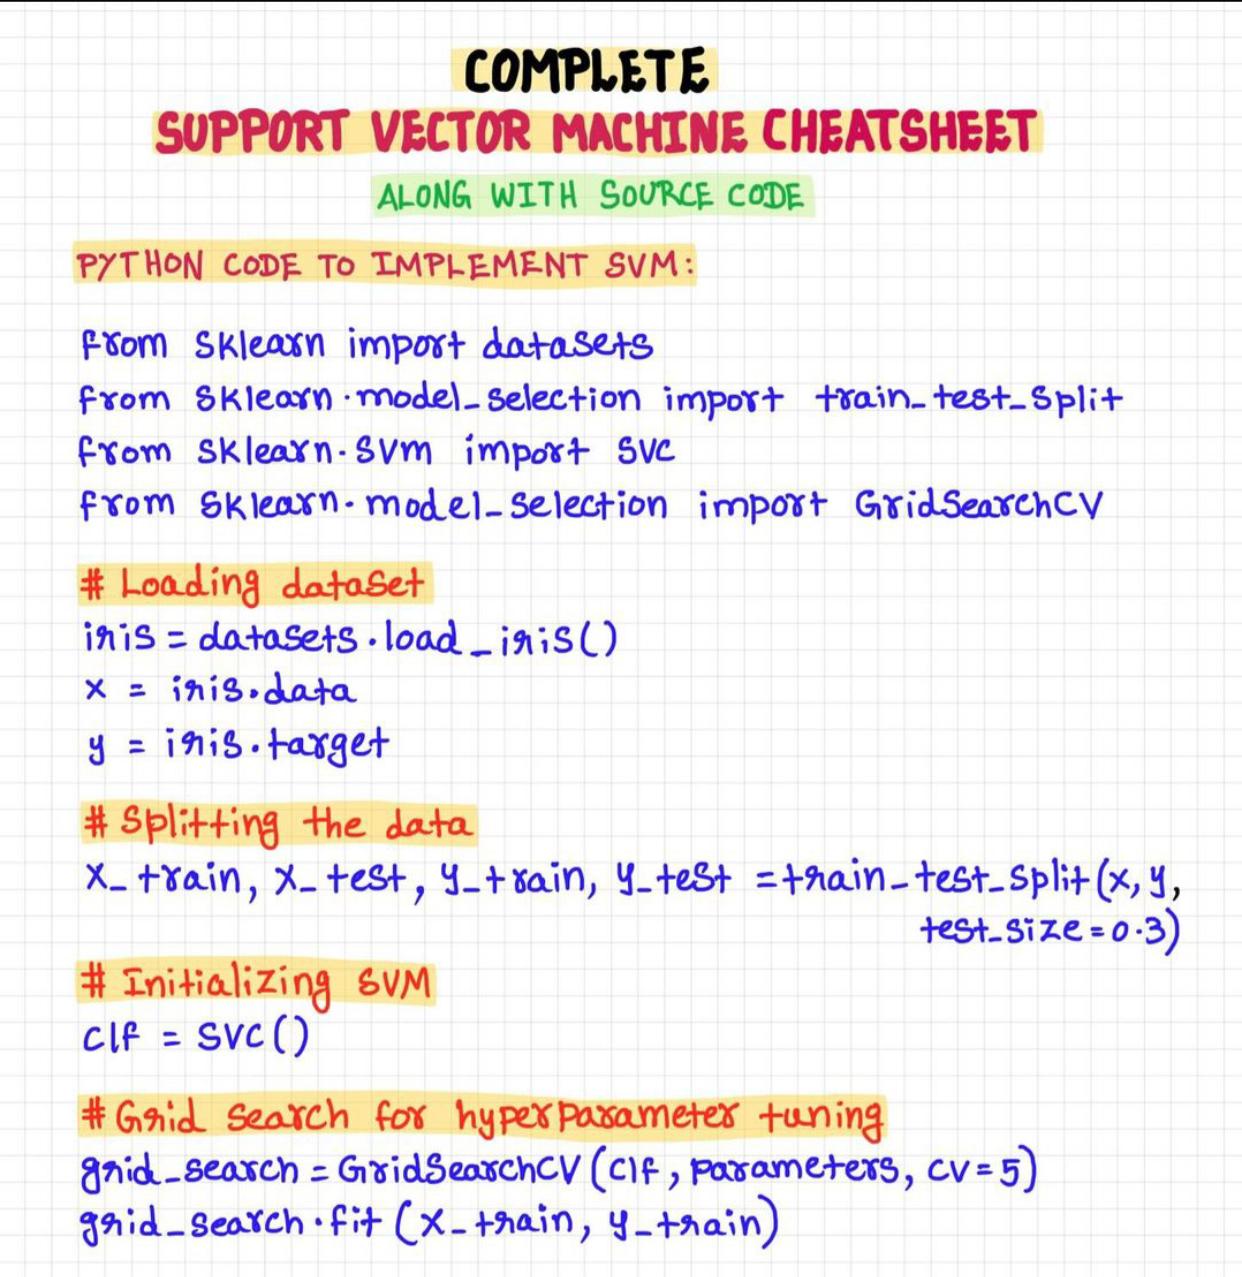 COMPLETE
SUPPORT VECTOR MACHINE CHEATSHEET
ALONG WITH SOURCE CODE
PYTHON CODE TO IMPLEMENT SVM:
from sklearn import datasets
from sklearn.model_selection import train_test_split
from sklearn.svm import SVC
from sklearn.model_selection import GridSearchCV
# Loading dataset
iris = datasets.load_iris()
x = iris.data
y = iris.target
# Splitting the data
x_train, x_test, y_train, y_test = train_test_split(x, y,
test_size = 0.3)
# Initializing SVM
clf = SVC()
# Grid search for hyperparameter tuning
grid_search = GridSearchCV(clf, parameters, cv = 5)
grid_search.fit(x_train, y_train)